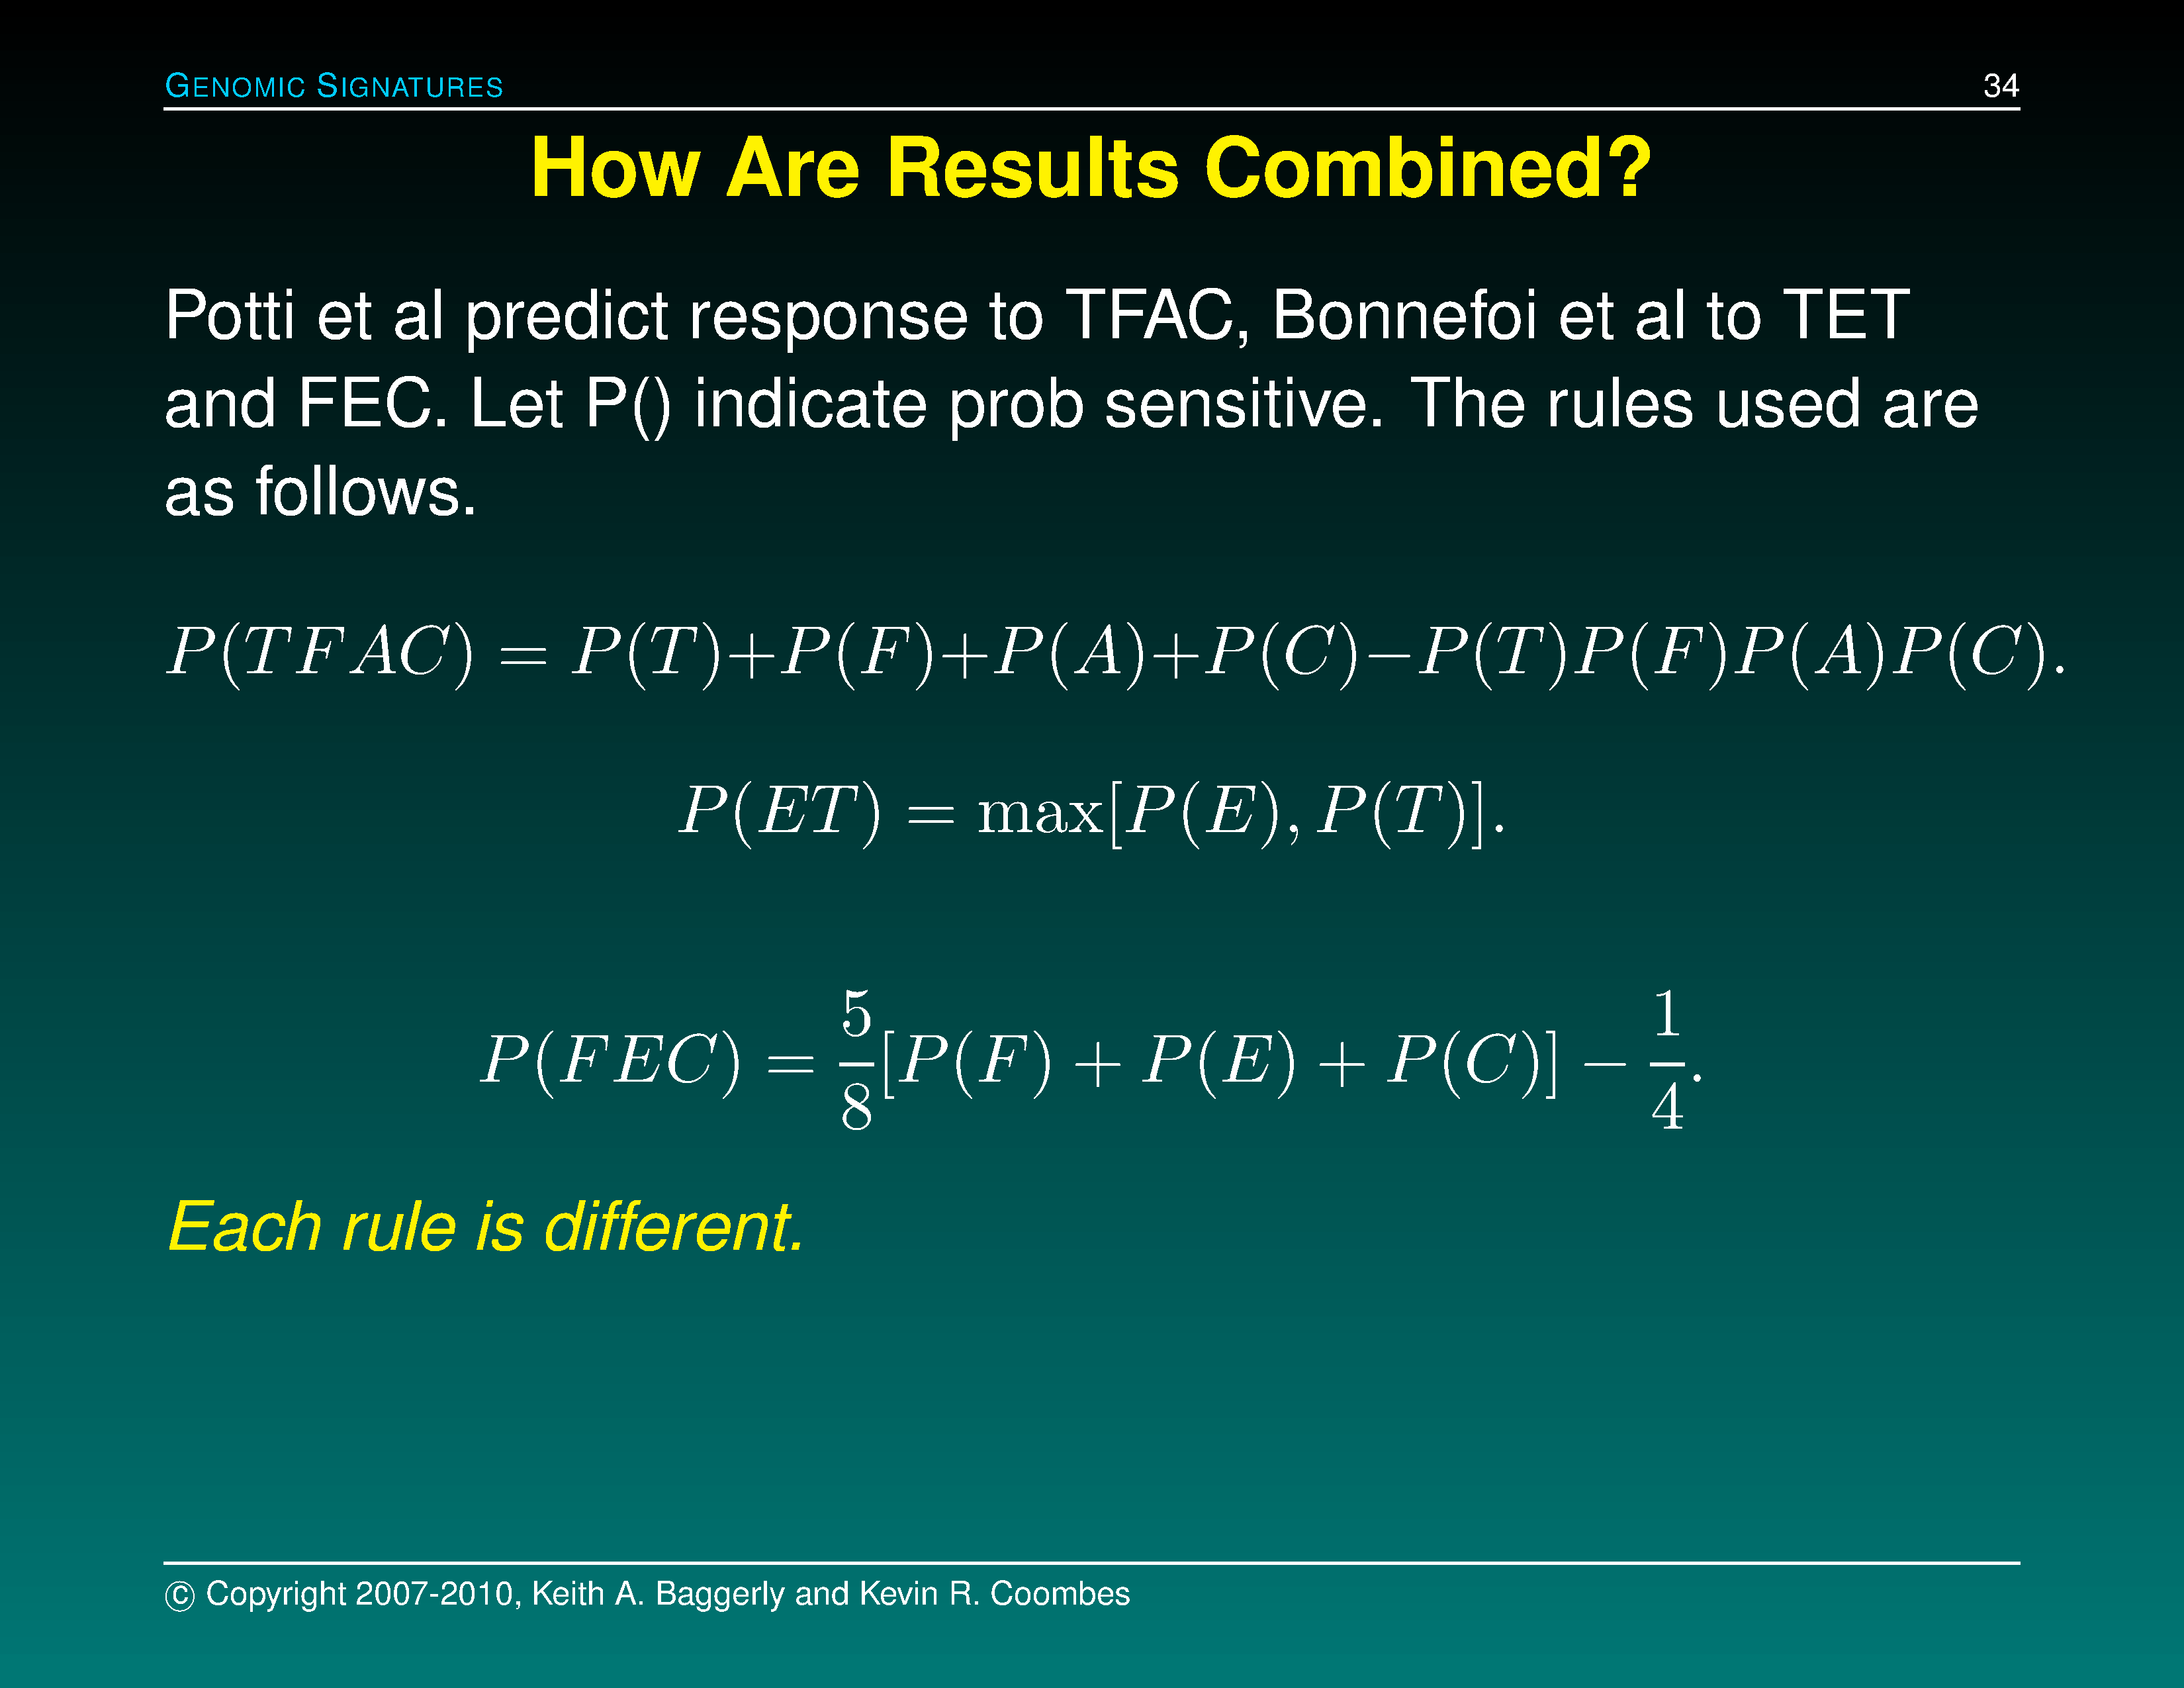 GENOMIC SIGNATURES 34
How Are Results Combined?
Potti et al predict response to TFAC, Bonnefoi et al to TET
and FEC. Let P() indicate prob sensitive. The rules used are
as follows.
P(TFAC) = P(T)+P(F)+P(A)+P(C)−P(T)P(F)P(A)P(C).
P(ET) = max[P(E), P(T)].
P(FEC) = 5/8[P(F) + P(E) + P(C)] − 1/4.
Each rule is different.
© Copyright 2007-2010, Keith A. Baggerly and Kevin R. Coombes